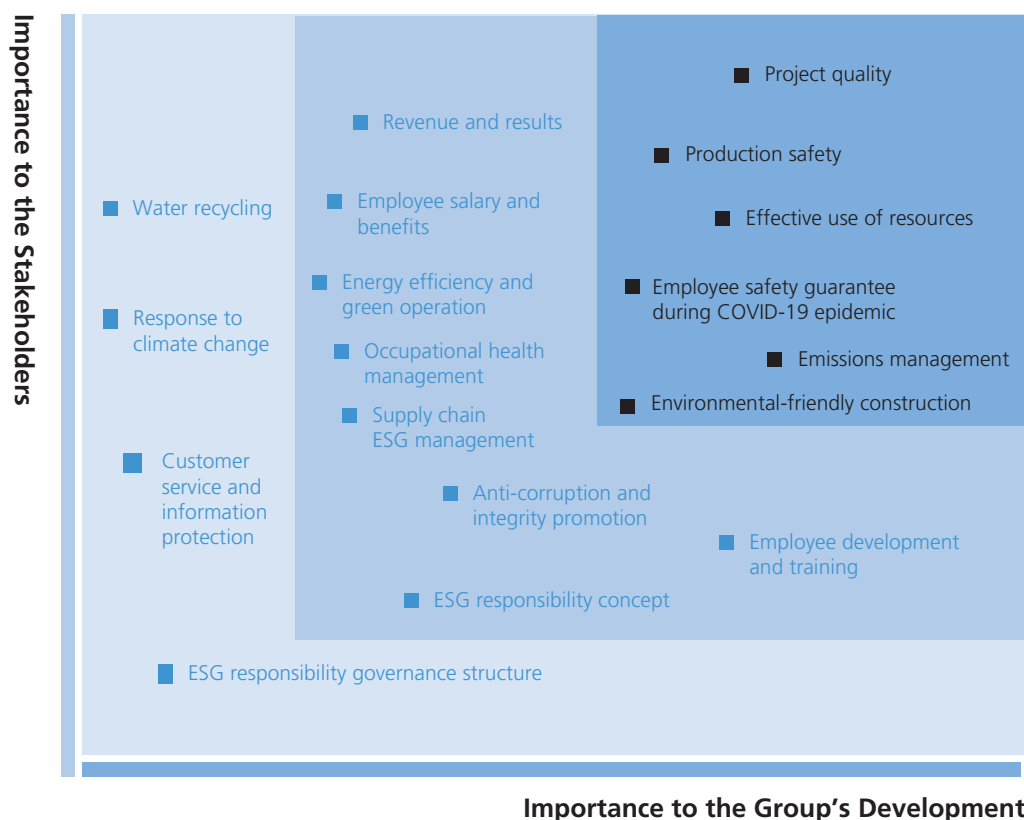 Importance to the Stakeholders
Project quality
Revenue and results
Production safety
Water recycling
Employee salary and
benefits
Effective use of resources
Energy efficiency and
green operation
Employee safety guarantee
during COVID-19 epidemic
Response to
climate change
Occupational health
management
Emissions management
Supply chain
ESG management
Environmental-friendly construction
Customer
service and
information
protection
Anti-corruption and
integrity promotion
Employee development
and training
ESG responsibility concept
ESG responsibility governance structure
Importance to the Group's Development